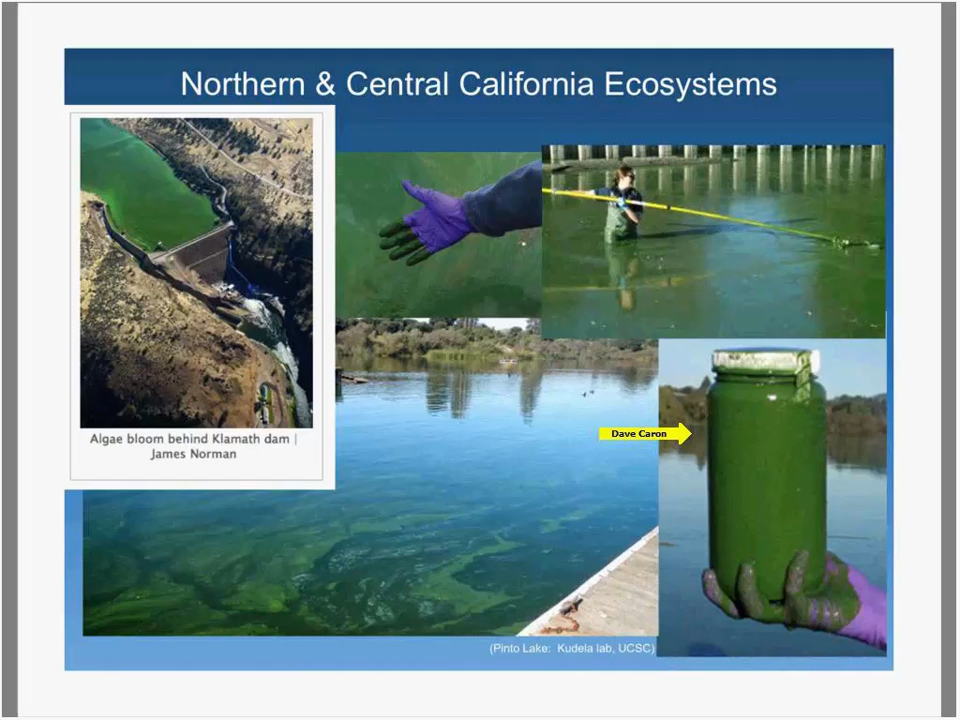 Northern & Central California Ecosystems
Algae bloom behind Klamath dam |
James Norman
Dave Caron
(Pinto Lake: Kudela lab, UCSC)